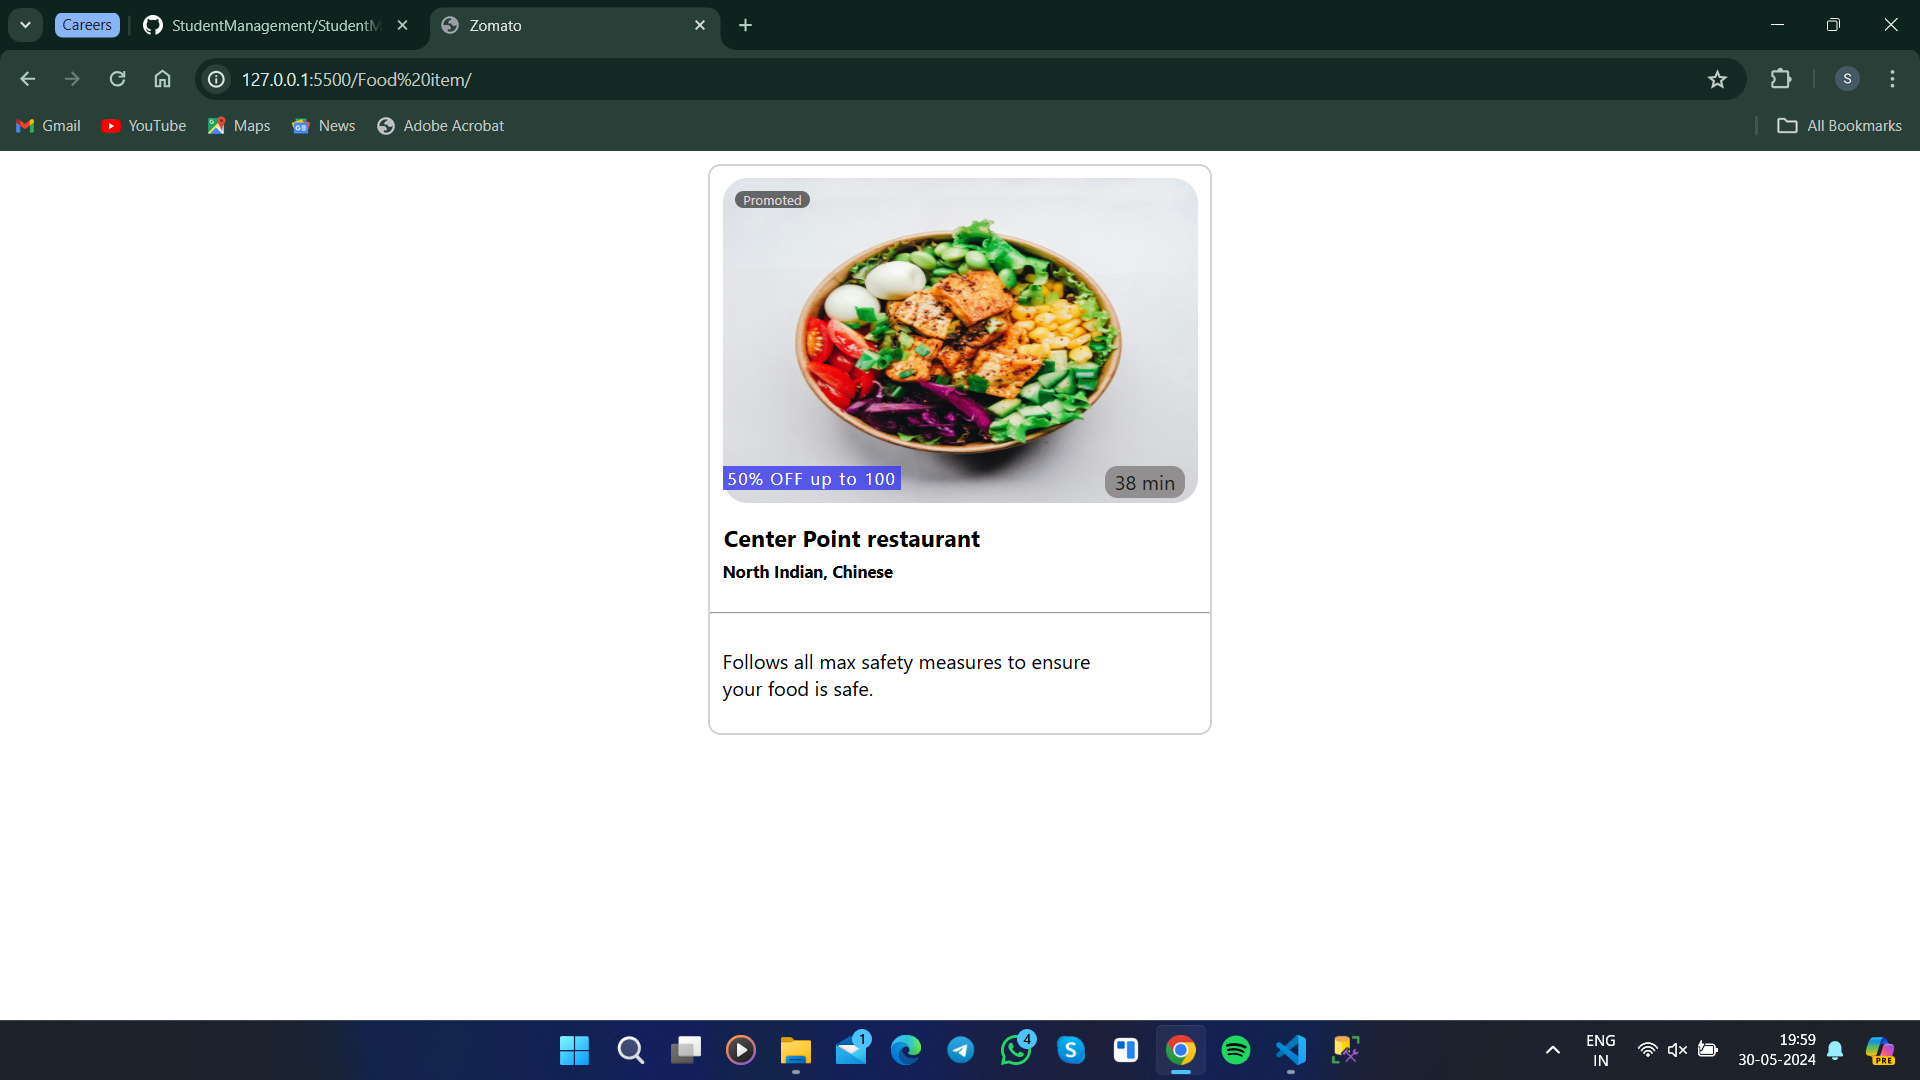 Careers
StudentManagement/StudentM
Zomato
127.0.0.1:5500/Food%20item/
S
Gmail
YouTube
Maps
News
Adobe Acrobat
All Bookmarks
Promoted
50% OFF up to 100
38 min
Center Point restaurant
North Indian, Chinese
Follows all max safety measures to ensure
your food is safe.
1
4
S
ENG
IN
19:59
30-05-2024
PRE